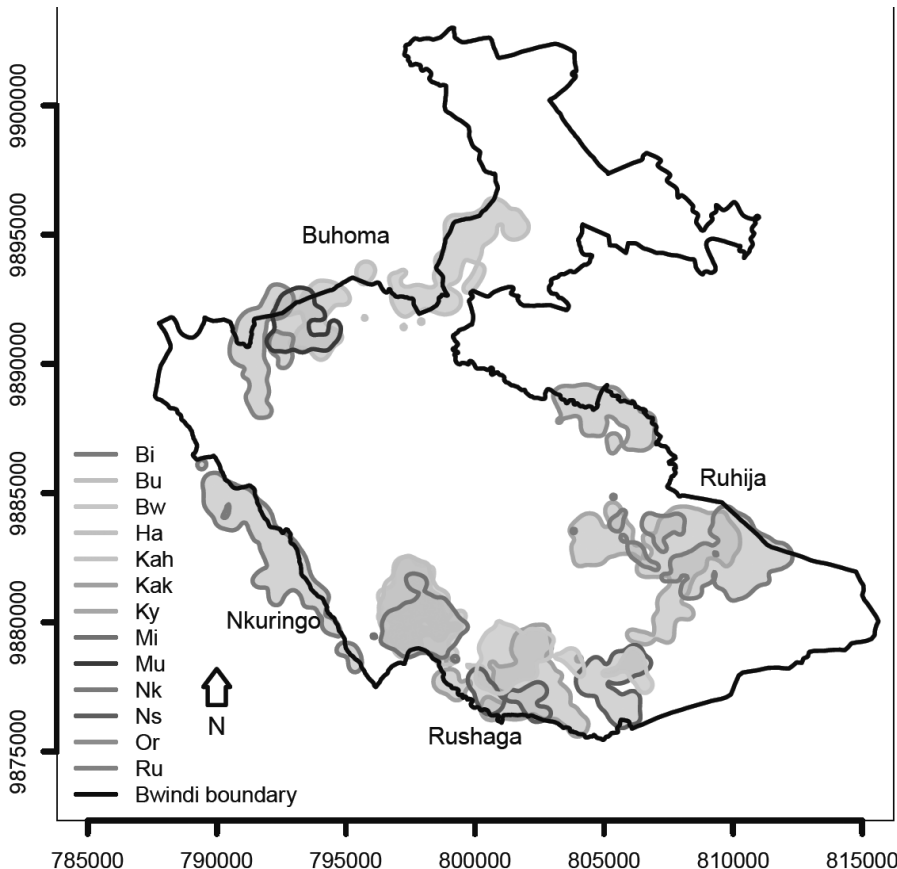 9900000
9895000
9890000
9885000
9880000
9875000
Buhoma
Ruhija
Nkuringo
Rushaga
N
Bi
Bu
Bw
Ha
Kah
Kak
Ky
Mi
Mu
Nk
Ns
Or
Ru
Bwindi boundary
785000 790000 795000 800000 805000 810000 815000